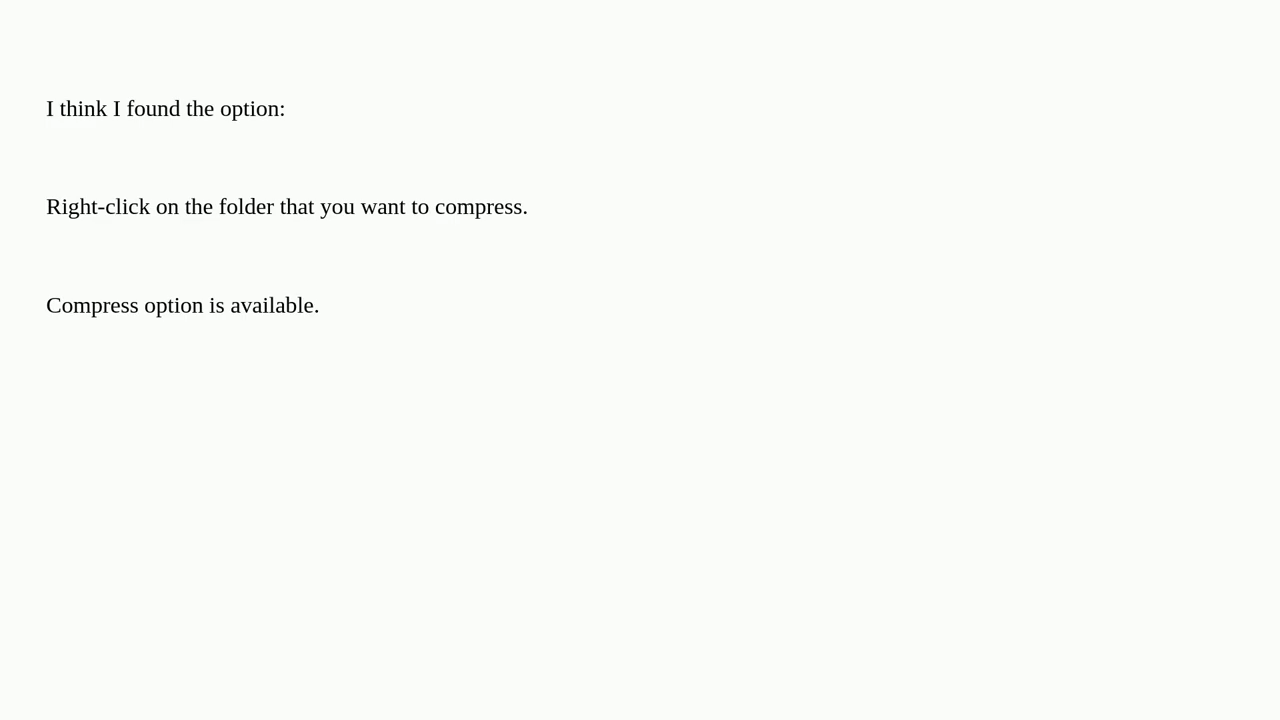 I think I found the option:
Right-click on the folder that you want to compress.
Compress option is available.